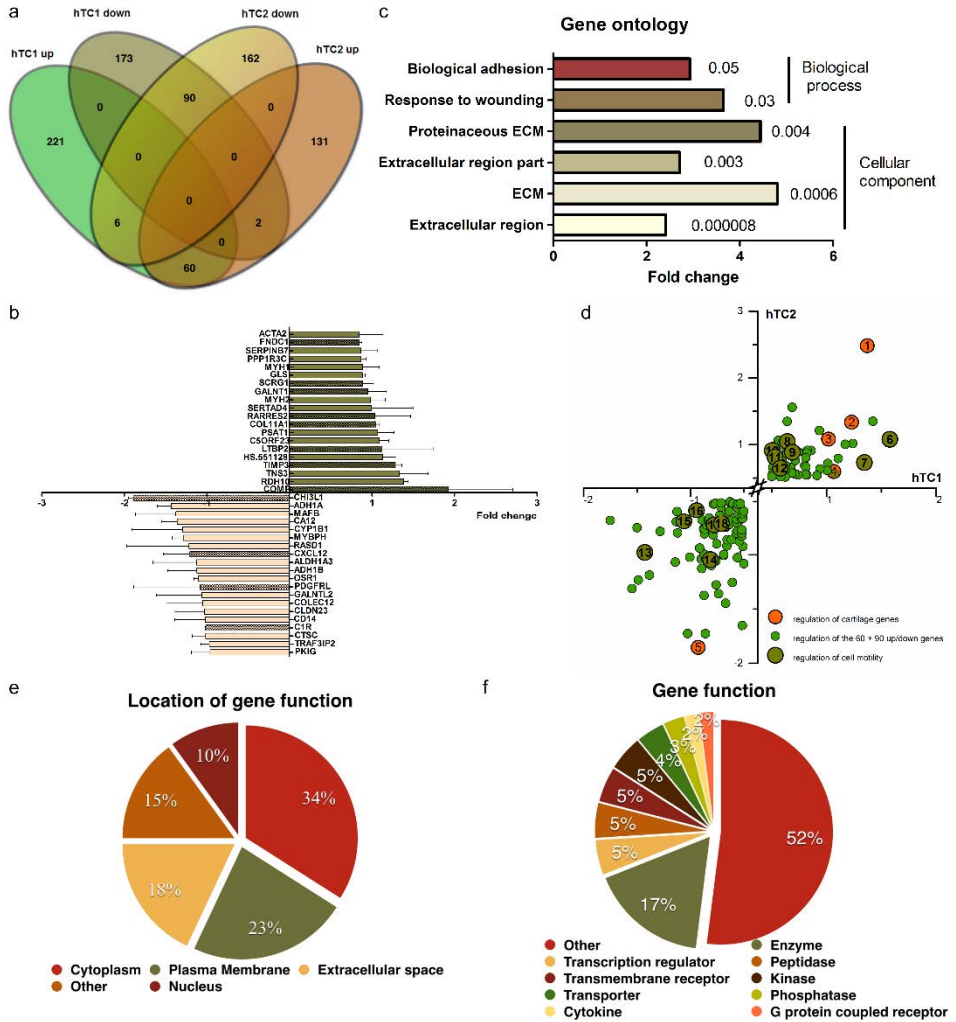 a
hTC1 down
hTC2 down
hTC1 up
hTC2 up
173
162
0
90
0
221
0
0
131
0
6
0
2
60
c
Gene ontology
Biological adhesion
0.05
Response to wounding
0.03
Biological
process
Proteinaceous ECM
0.004
Extracellular region part
0.003
Cellular
component
ECM
0.0006
Extracellular region
0.000008
0
2
4
6
Fold change
b
ACTA2
FNDC1
SERPINB7
PPP1R3C
MYH1
GLS
SCRG1
GALNT1
MYH2
SERTAD4
RARRES2
COL11A1
PSAT1
C5ORF23
LTBP2
HS.551128
TIMP3
TNS3
RDH10
COMP
-2
-1
1
2
Fold change
CHI3L1
ADH1A
MAFB
CA12
CYP1B1
MYBPH
RASD1
CXCL12
ALDH1A3
ADH1B
OSR1
PDGFRL
GALNTL2
COLEC12
CLDN23
CD14
C1R
CTSC
TRAF3IP2
PKIG
d
3
hTC2
1
2
2
3
6
1
8
9
11
12
7
hTC1
-2
-1
1
2
16
15
18
13
14
5
-2
regulation of cartilage genes
regulation of the 60 + 90 up/down genes
regulation of cell motility
e
Location of gene function
10%
34%
15%
18%
23%
Cytoplasm
Plasma Membrane
Extracellular space
Other
Nucleus
f
Gene function
2%
2%
3%
4%
5%
5%
5%
5%
52%
17%
Other
Enzyme
Transcription regulator
Peptidase
Transmembrane receptor
Kinase
Transporter
Phosphatase
Cytokine
G protein coupled receptor